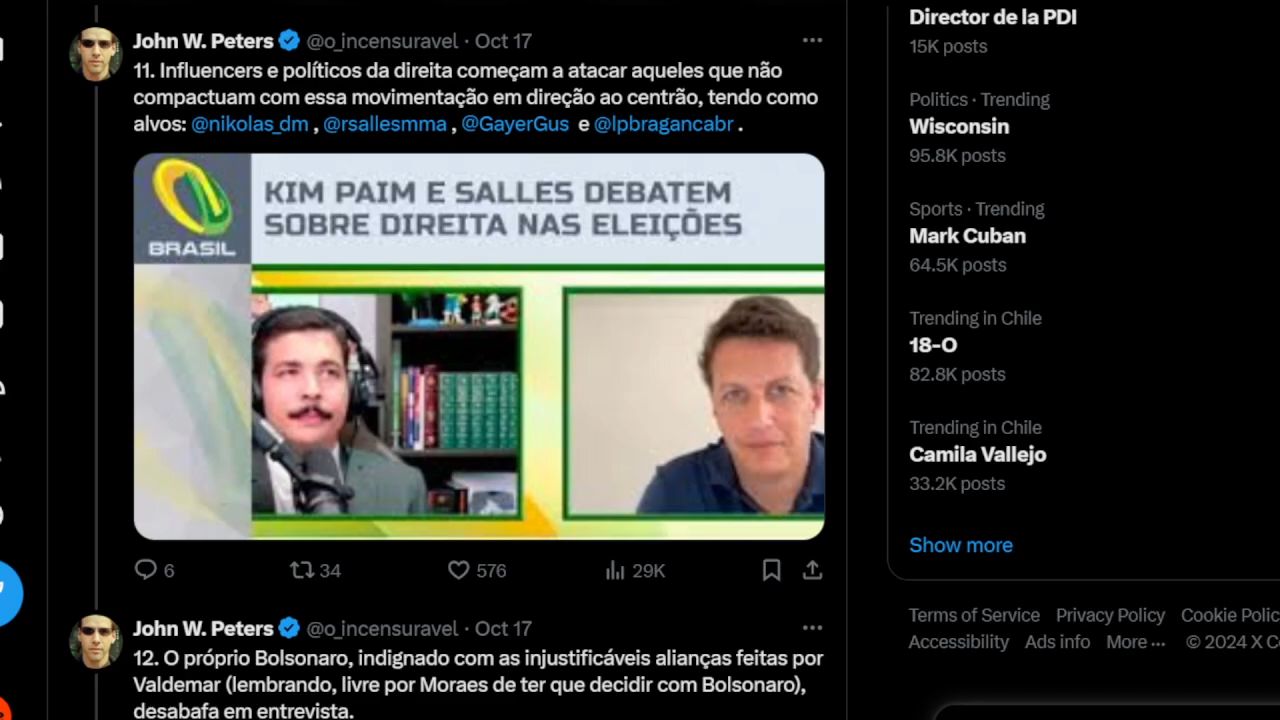 John W. Peters @o_incensuravel · Oct 17
11. Influencers e políticos da direita começam a atacar aqueles que não
compactuam com essa movimentação em direção ao centrão, tendo como
alvos: @nikolas_dm , @rsallesmma , @GayerGus e @lpbragancabr .
BRASIL
KIM PAIM E SALLES DEBATEM
SOBRE DIREITA NAS ELEIÇÕES
6 34 576 29K
John W. Peters @o_incensuravel · Oct 17
12. O próprio Bolsonaro, indignado com as injustificáveis alianças feitas por
Valdemar (lembrando, livre por Moraes de ter que decidir com Bolsonaro),
desabafa em entrevista.
Director de la PDI
15K posts
Politics · Trending
Wisconsin
95.8K posts
Sports · Trending
Mark Cuban
64.5K posts
Trending in Chile
18-O
82.8K posts
Trending in Chile
Camila Vallejo
33.2K posts
Show more
Terms of Service Privacy Policy Cookie Polic
Accessibility Ads info More ··· © 2024 X C